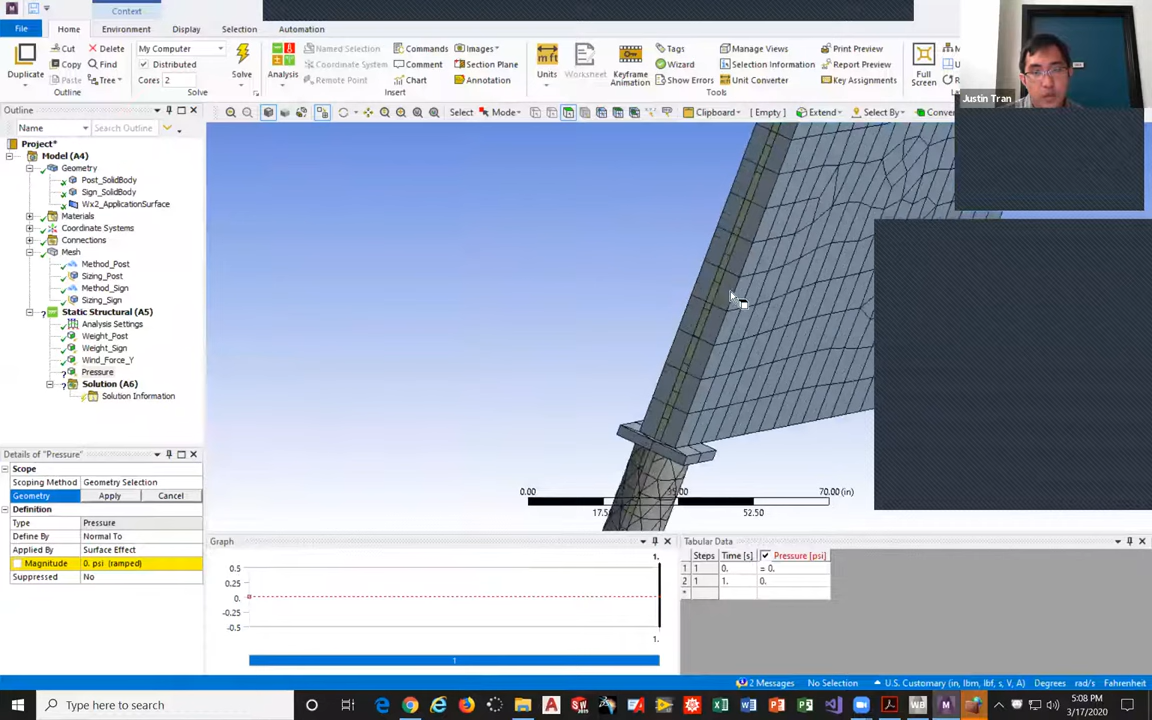 Context
File Home Environment Display Selection Automation
Duplicate Cut Copy Paste Delete Find Tree Outline
My Computer Distributed Cores 2 Solve Solve
Analysis Named Selection Remote Point Commands Comment Chart Images Section Plane Annotation Insert
Units Worksheet Keyframe Animation Tags Wizard Show Errors Manage Views Selection Information Unit Converter Print Preview Report Preview Key Assignments Tools
Full Screen
Justin Tran
Outline
Name Search Outline
Select Mode Clipboard [ Empty ] Extend Select By Conver
Project*
Model (A4)
Geometry
Post_SolidBody
Sign_SolidBody
Wx2_ApplicationSurface
Materials
Coordinate Systems
Connections
Mesh
Method_Post
Sizing_Post
Method_Sign
Sizing_Sign
Static Structural (A5)
Analysis Settings
Weight_Post
Weight_Sign
Wind_Force_Y
Pressure
Solution (A6)
Solution Information
Details of "Pressure"
Scope
Scoping Method Geometry Selection
Geometry Apply Cancel
Definition
Type Pressure
Define By Normal To
Applied By Surface Effect
Magnitude 0. psi (ramped)
Suppressed No
0.00 35.00 70.00 (in)
52.50
Graph
1.
0.5
0.25
0.
-0.25
-0.5
1.
1
Tabular Data
Steps Time [s] Pressure [psi]
1 1 0. = 0.
2 1 1. 0.
*
2 Messages No Selection U.S. Customary (in, lbm, lbf, s, V, A) Degrees rad/s Fahrenheit
Type here to search
5:08 PM
3/17/2020